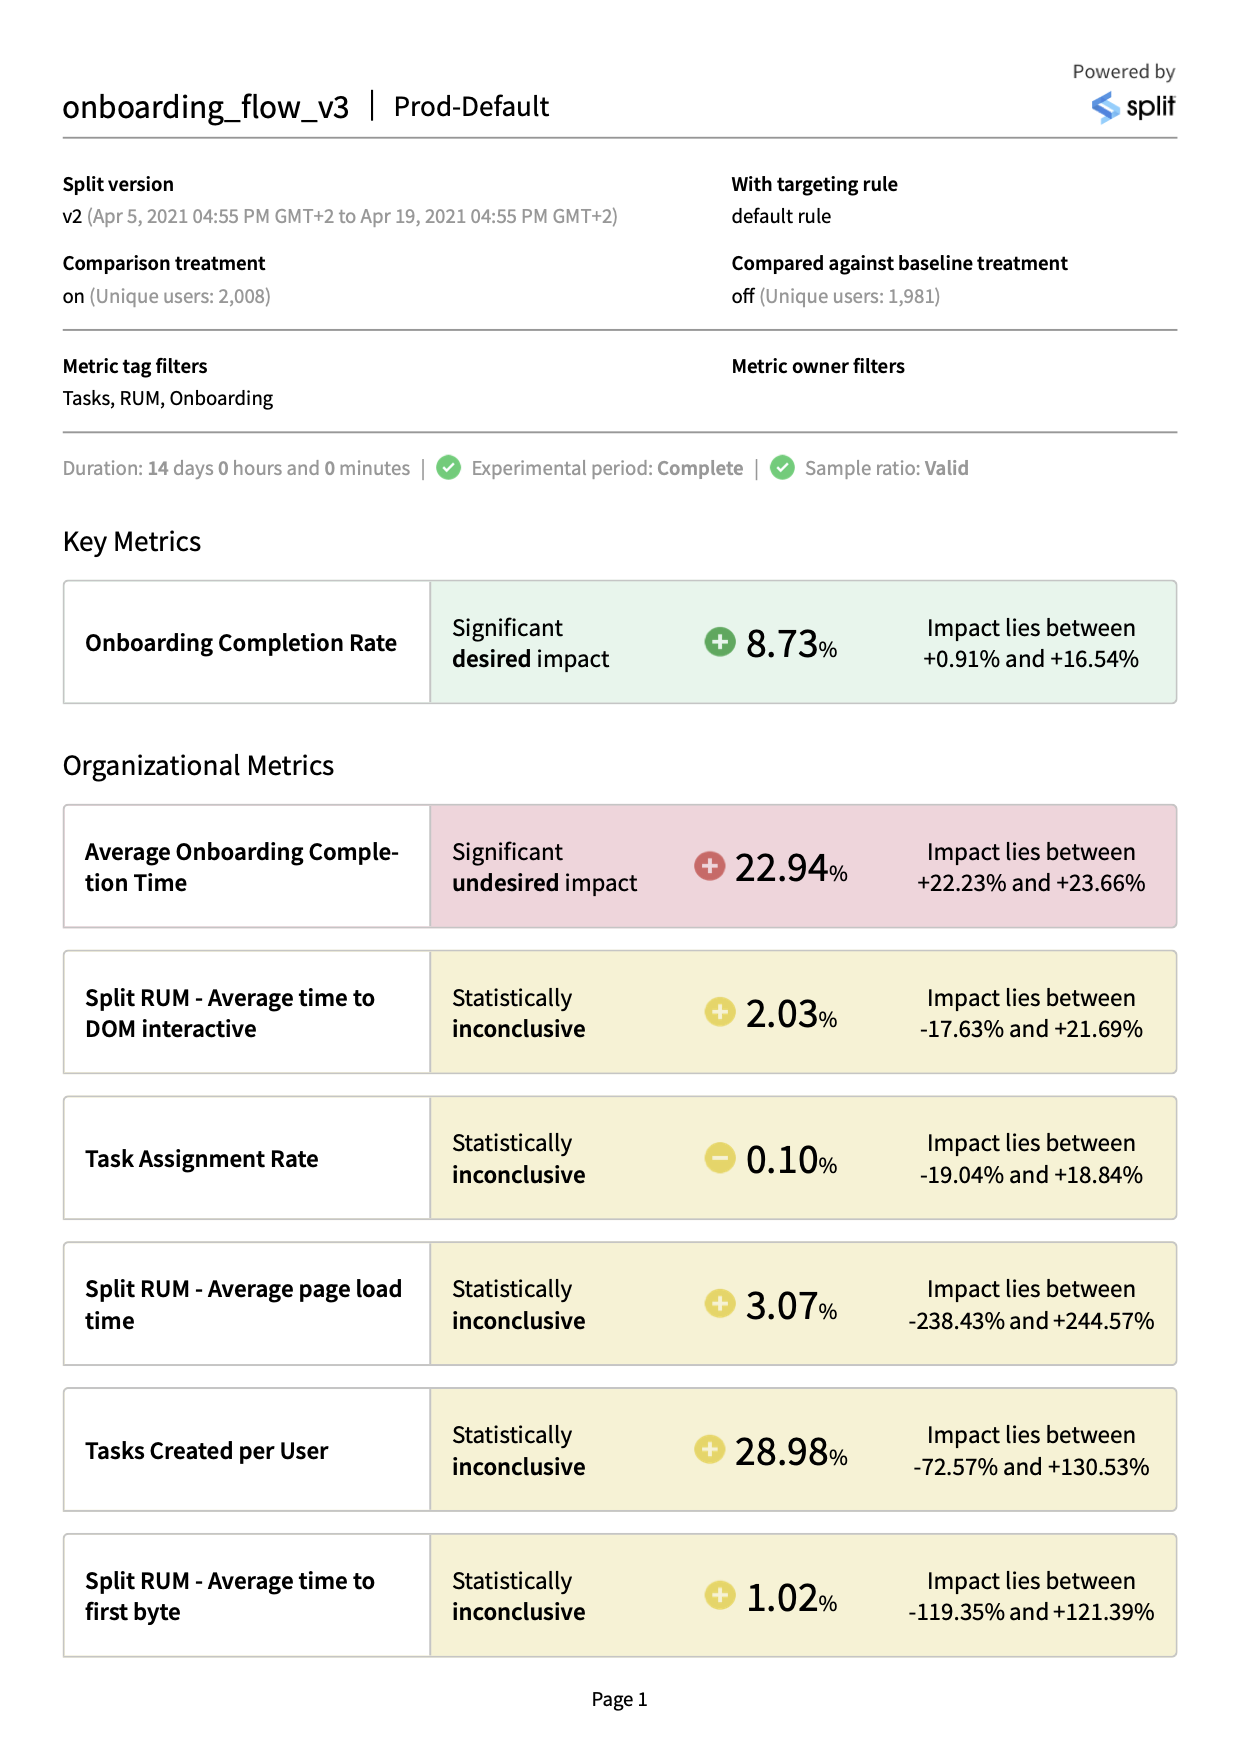 Powered by
split
onboarding_flow_v3 | Prod-Default
Split version
v2 (Apr 5, 2021 04:55 PM GMT+2 to Apr 19, 2021 04:55 PM GMT+2)
With targeting rule
default rule
Comparison treatment
on (Unique users: 2,008)
Compared against baseline treatment
off (Unique users: 1,981)
Metric tag filters
Tasks, RUM, Onboarding
Metric owner filters
Duration: 14 days 0 hours and 0 minutes | Experimental period: Complete | Sample ratio: Valid
Key Metrics
Onboarding Completion Rate
Significant
desired impact
+ 8.73%
Impact lies between
+0.91% and +16.54%
Organizational Metrics
Average Onboarding Comple-
tion Time
Significant
undesired impact
+ 22.94%
Impact lies between
+22.23% and +23.66%
Split RUM - Average time to
DOM interactive
Statistically
inconclusive
+ 2.03%
Impact lies between
-17.63% and +21.69%
Task Assignment Rate
Statistically
inconclusive
− 0.10%
Impact lies between
-19.04% and +18.84%
Split RUM - Average page load
time
Statistically
inconclusive
+ 3.07%
Impact lies between
-238.43% and +244.57%
Tasks Created per User
Statistically
inconclusive
+ 28.98%
Impact lies between
-72.57% and +130.53%
Split RUM - Average time to
first byte
Statistically
inconclusive
+ 1.02%
Impact lies between
-119.35% and +121.39%
Page 1